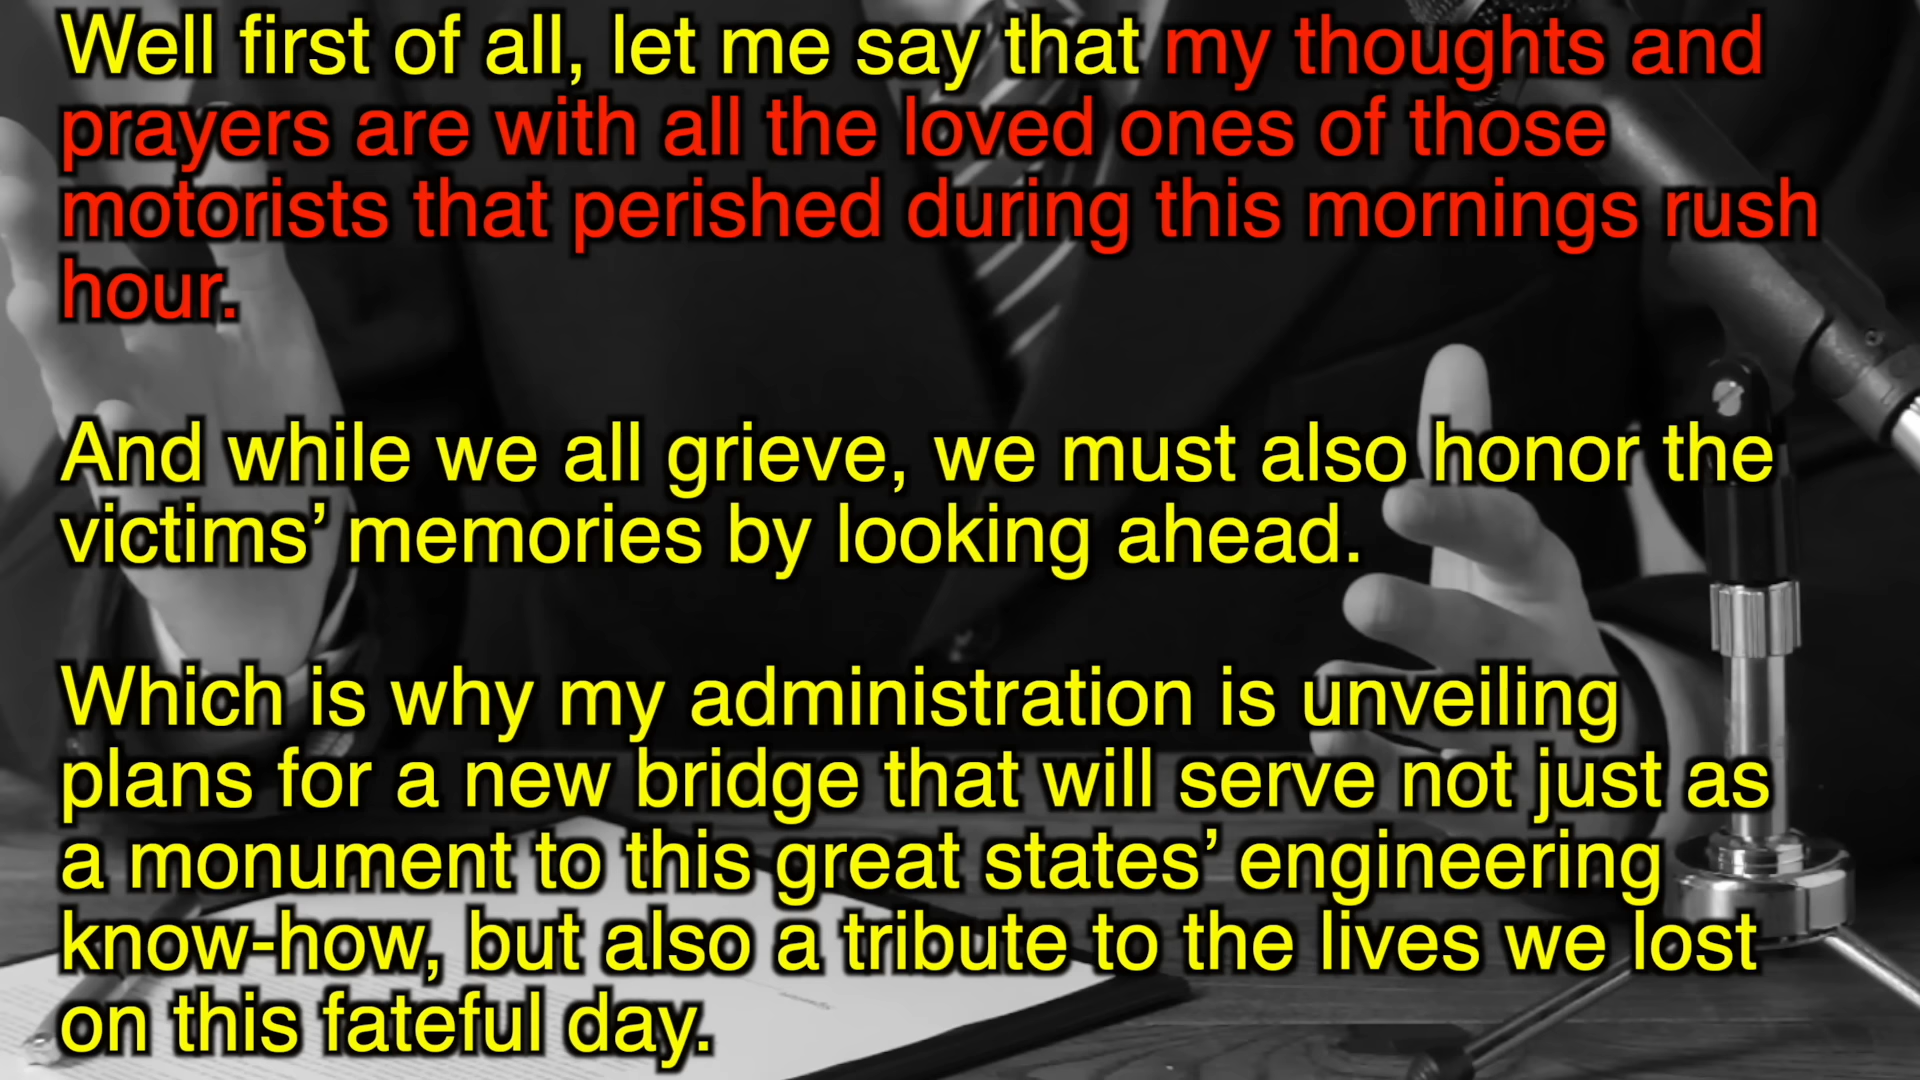 Well first of all, let me say that my thoughts and
prayers are with all the loved ones of those
motorists that perished during this mornings rush
hour.
And while we all grieve, we must also honor the
victims’ memories by looking ahead.
Which is why my administration is unveiling
plans for a new bridge that will serve not just as
a monument to this great states’ engineering
know-how, but also a tribute to the lives we lost
on this fateful day.